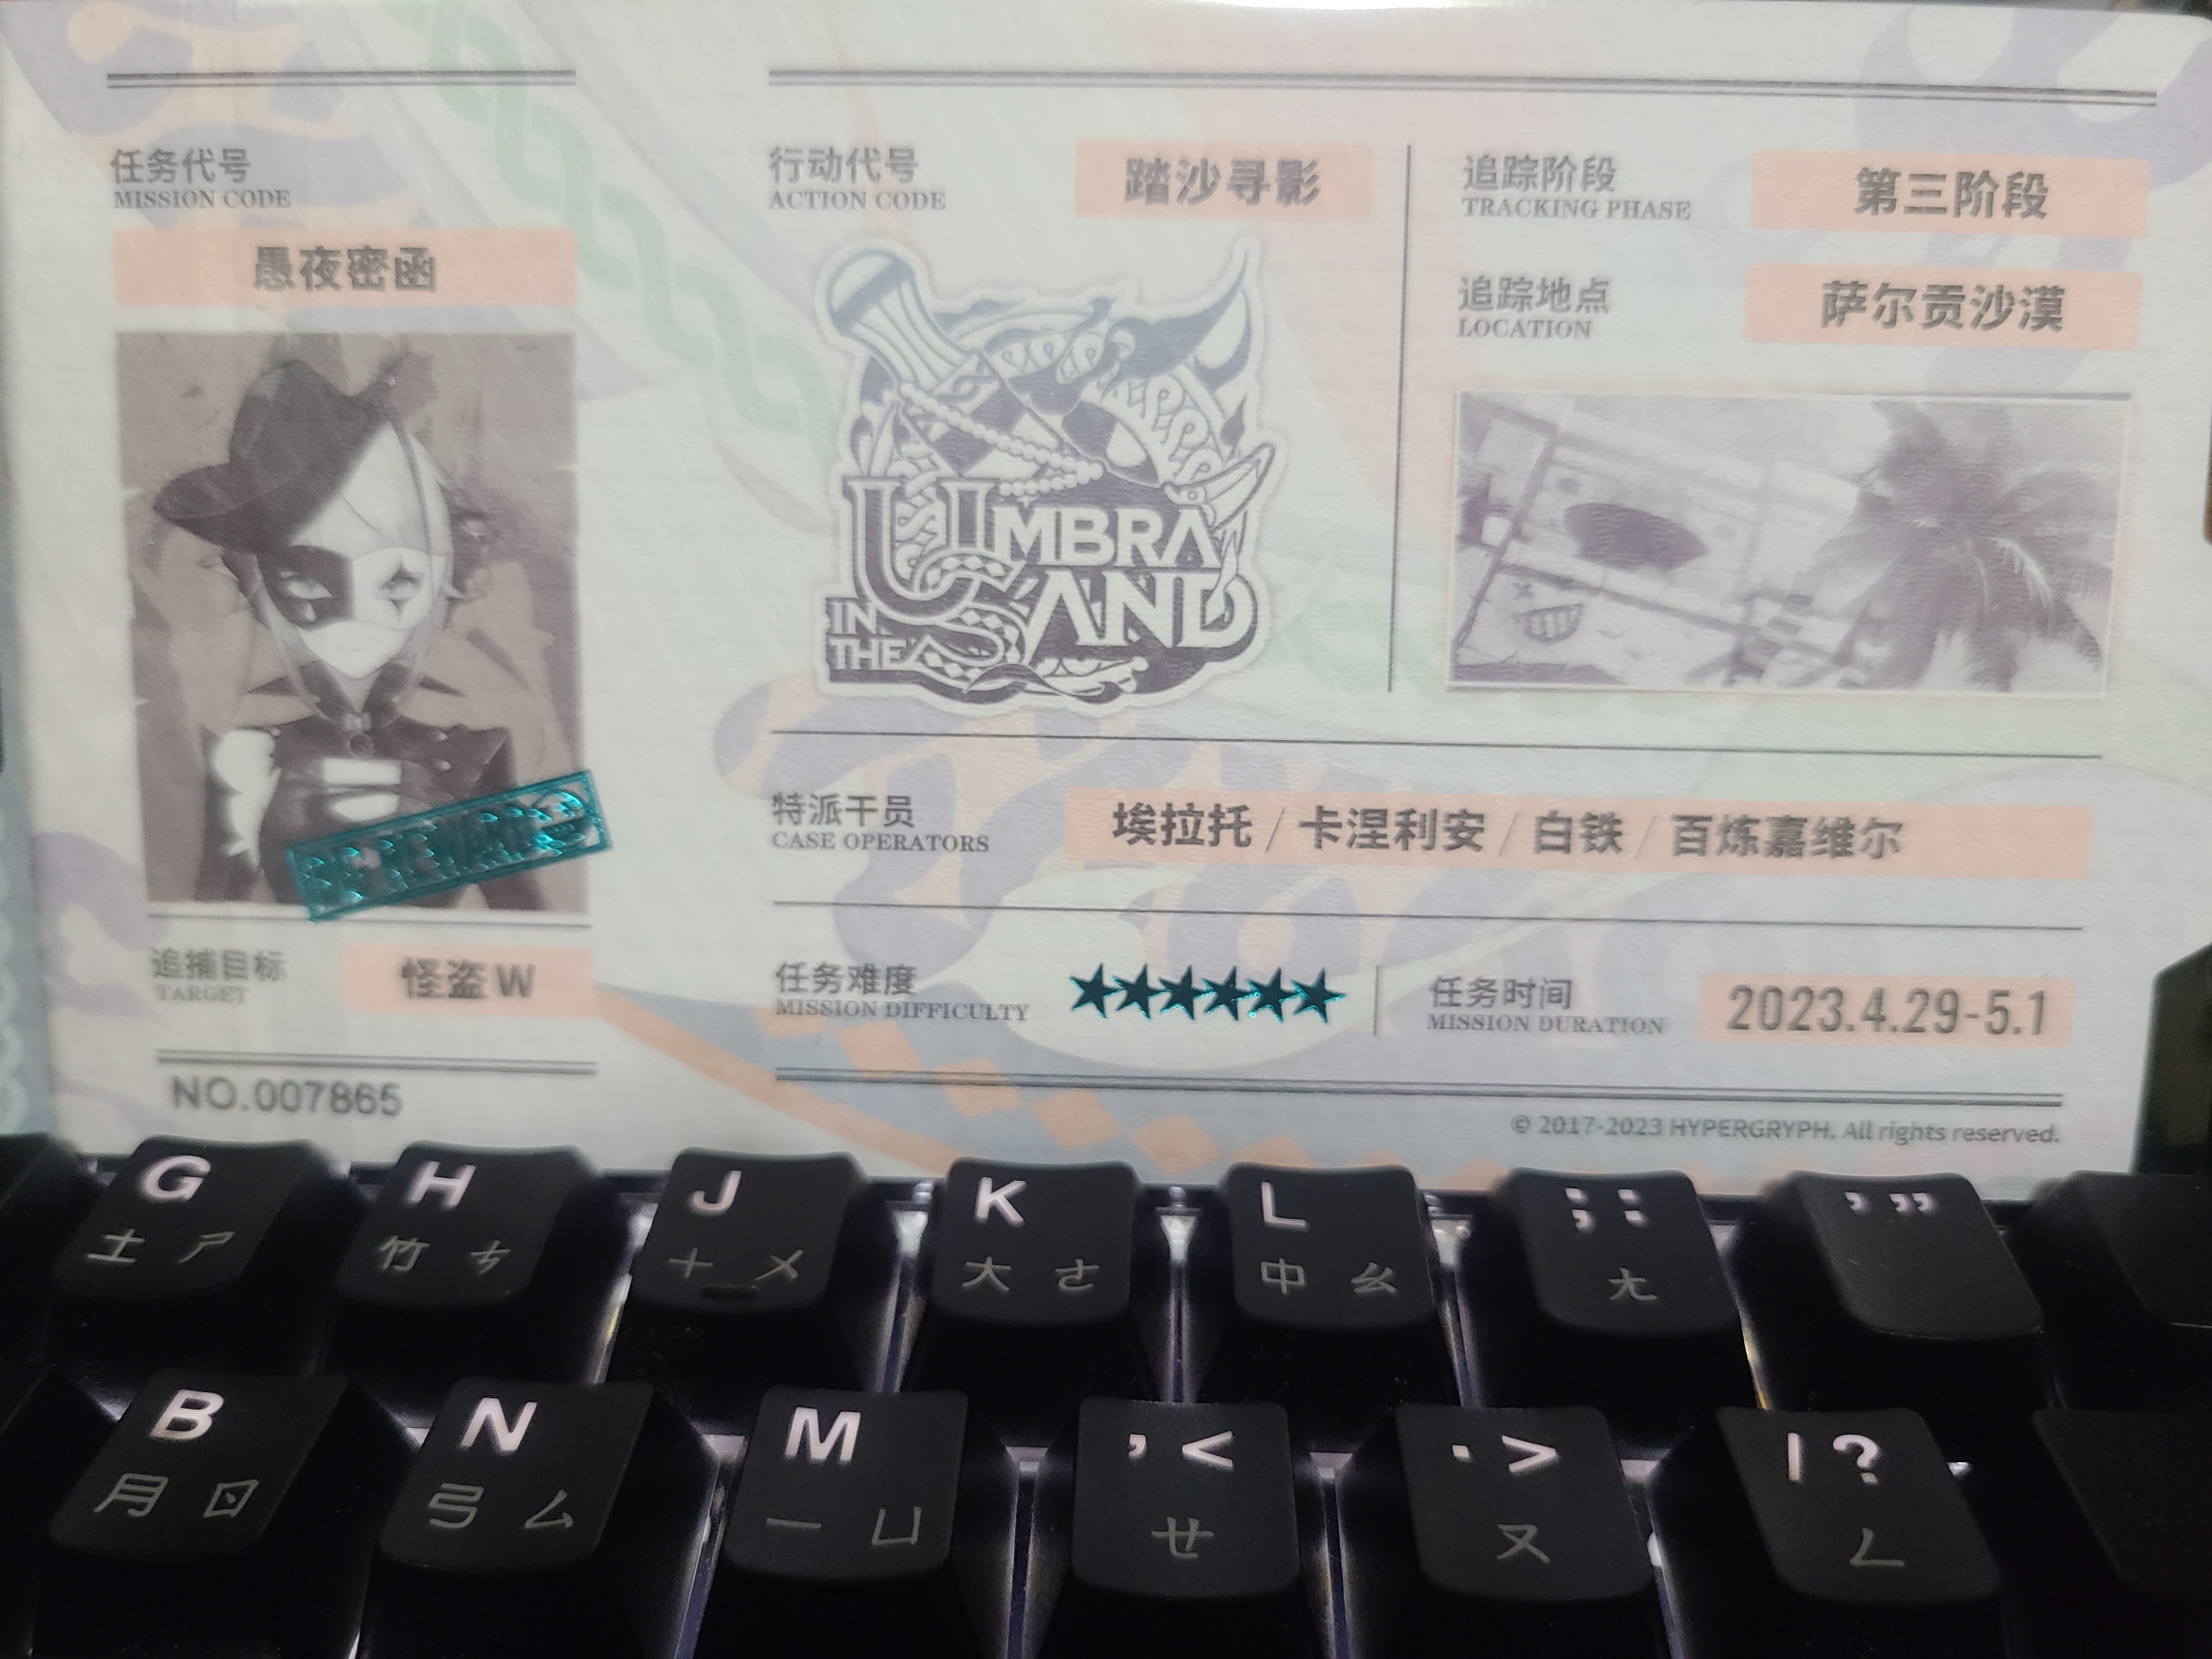 任务代号
MISSION CODE
愚夜密函
追捕目标
TARGET
怪盗W
NO.007865
行动代号
ACTION CODE
踏沙寻影
UMBRA
IN THE SAND
追踪阶段
TRACKING PHASE
第三阶段
追踪地点
LOCATION
萨尔贡沙漠
特派干员
CASE OPERATORS
埃拉托/卡涅利安/白铁/百炼嘉维尔
任务难度
MISSION DIFFICULTY
★★★★★★
任务时间
MISSION DURATION
2023.4.29-5.1
© 2017-2023 HYPERGRYPH. All rights reserved.
G H J K L ; : ' "
土 ㄕ 竹 ㄘ 十 ㄨ 大 ㄜ 中 ㄠ ㄤ
B N M , < . > / ?
月 ㄖ 弓 ㄙ 一 ㄩ ㄝ ㄡ ㄥ